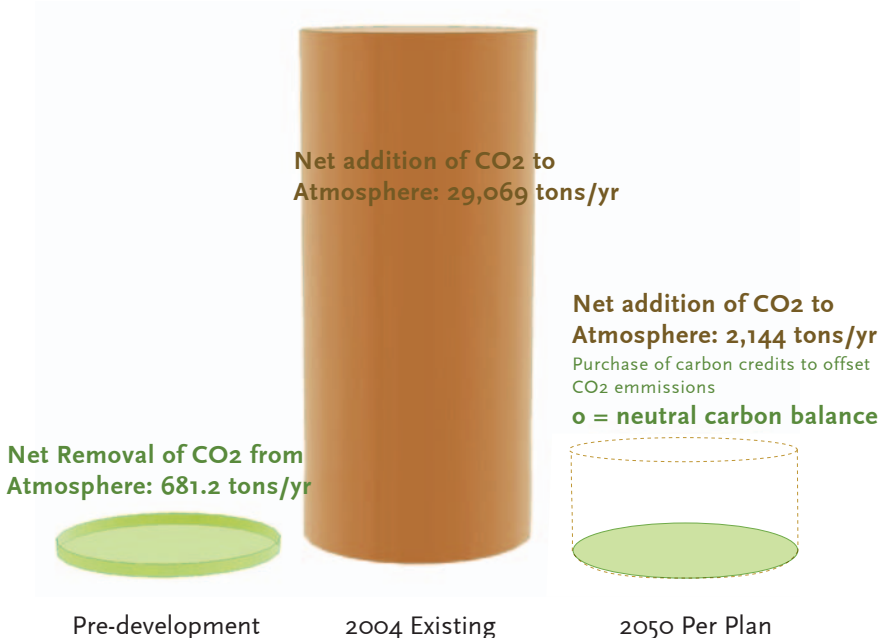 Net addition of CO2 to
Atmosphere: 29,069 tons/yr
Net addition of CO2 to
Atmosphere: 2,144 tons/yr
Purchase of carbon credits to offset
CO2 emmissions
0 = neutral carbon balance
Net Removal of CO2 from
Atmosphere: 681.2 tons/yr
Pre-development
2004 Existing
2050 Per Plan